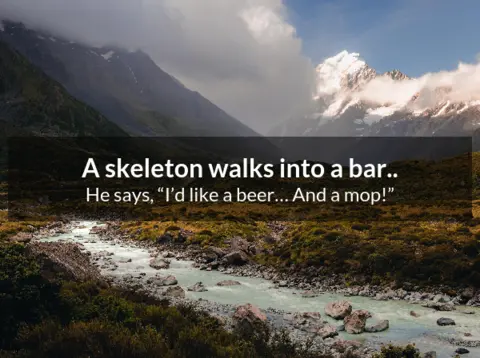 A skeleton walks into a bar..
He says, “I’d like a beer... And a mop!”